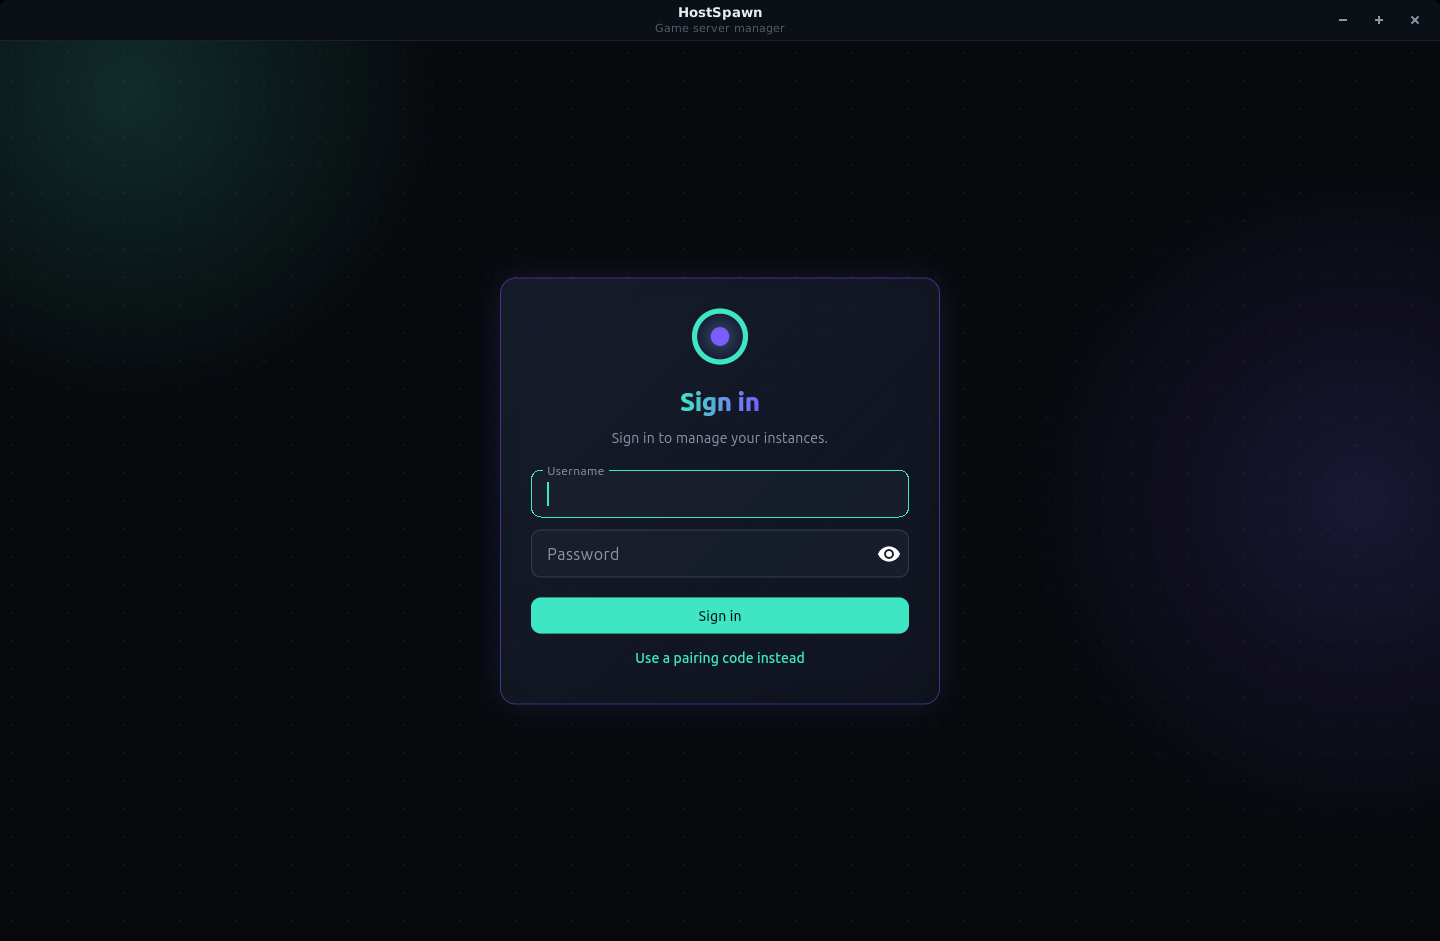 HostSpawn
Game server manager
Sign in
Sign in to manage your instances.
Username
Password
Sign in
Use a pairing code instead